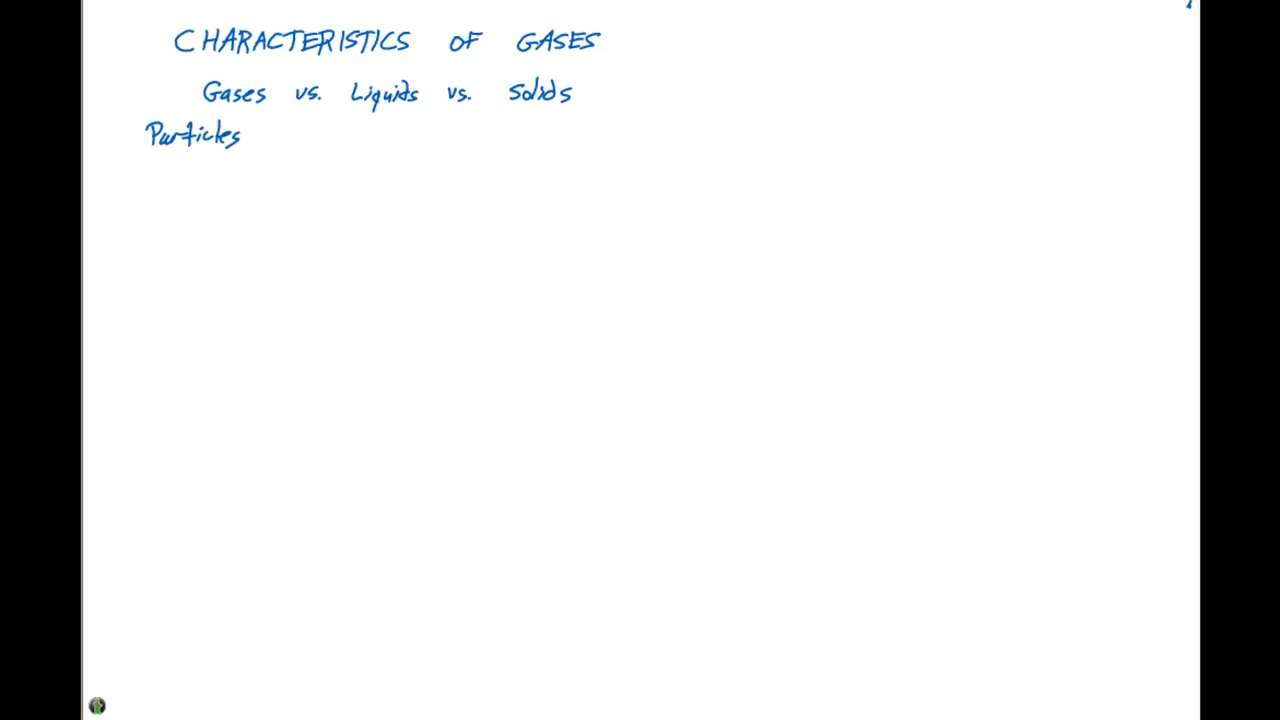 CHARACTERISTICS OF GASES
Gases vs. Liquids vs. Solids
Particles